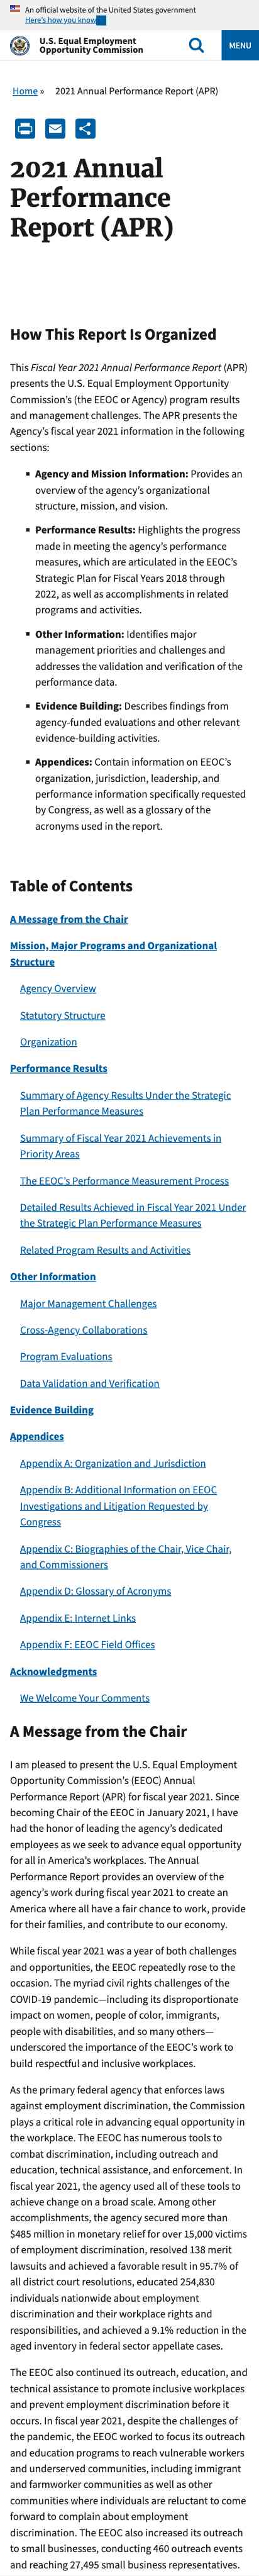 An official website of the United States government
Here's how you know
U.S. Equal Employment
Opportunity Commission
MENU
Home » 2021 Annual Performance Report (APR)
2021 Annual
Performance
Report (APR)
How This Report Is Organized
This Fiscal Year 2021 Annual Performance Report (APR)
presents the U.S. Equal Employment Opportunity
Commission's (the EEOC or Agency) program results
and management challenges. The APR presents the
Agency's fiscal year 2021 information in the following
sections:
▪ Agency and Mission Information: Provides an
overview of the agency's organizational
structure, mission, and vision.
▪ Performance Results: Highlights the progress
made in meeting the agency's performance
measures, which are articulated in the EEOC's
Strategic Plan for Fiscal Years 2018 through
2022, as well as accomplishments in related
programs and activities.
▪ Other Information: Identifies major
management priorities and challenges and
addresses the validation and verification of the
performance data.
▪ Evidence Building: Describes findings from
agency-funded evaluations and other relevant
evidence-building activities.
▪ Appendices: Contain information on EEOC's
organization, jurisdiction, leadership, and
performance information specifically requested
by Congress, as well as a glossary of the
acronyms used in the report.
Table of Contents
A Message from the Chair
Mission, Major Programs and Organizational
Structure
Agency Overview
Statutory Structure
Organization
Performance Results
Summary of Agency Results Under the Strategic
Plan Performance Measures
Summary of Fiscal Year 2021 Achievements in
Priority Areas
The EEOC's Performance Measurement Process
Detailed Results Achieved in Fiscal Year 2021 Under
the Strategic Plan Performance Measures
Related Program Results and Activities
Other Information
Major Management Challenges
Cross-Agency Collaborations
Program Evaluations
Data Validation and Verification
Evidence Building
Appendices
Appendix A: Organization and Jurisdiction
Appendix B: Additional Information on EEOC
Investigations and Litigation Requested by
Congress
Appendix C: Biographies of the Chair, Vice Chair,
and Commissioners
Appendix D: Glossary of Acronyms
Appendix E: Internet Links
Appendix F: EEOC Field Offices
Acknowledgments
We Welcome Your Comments
A Message from the Chair
I am pleased to present the U.S. Equal Employment
Opportunity Commission's (EEOC) Annual
Performance Report (APR) for fiscal year 2021. Since
becoming Chair of the EEOC in January 2021, I have
had the honor of leading the agency's dedicated
employees as we seek to advance equal opportunity
for all in America's workplaces. The Annual
Performance Report provides an overview of the
agency's work during fiscal year 2021 to create an
America where all have a fair chance to work, provide
for their families, and contribute to our economy.
While fiscal year 2021 was a year of both challenges
and opportunities, the EEOC repeatedly rose to the
occasion. The myriad civil rights challenges of the
COVID-19 pandemic—including its disproportionate
impact on women, people of color, immigrants,
people with disabilities, and so many others—
underscored the importance of the EEOC's work to
build respectful and inclusive workplaces.
As the primary federal agency that enforces laws
against employment discrimination, the Commission
plays a critical role in advancing equal opportunity in
the workplace. The EEOC has numerous tools to
combat discrimination, including outreach and
education, technical assistance, and enforcement. In
fiscal year 2021, the agency used all of these tools to
achieve change on a broad scale. Among other
accomplishments, the agency secured more than
$485 million in monetary relief for over 15,000 victims
of employment discrimination, resolved 138 merit
lawsuits and achieved a favorable result in 95.7% of
all district court resolutions, educated 254,830
individuals nationwide about employment
discrimination and their workplace rights and
responsibilities, and achieved a 9.1% reduction in the
aged inventory in federal sector appellate cases.
The EEOC also continued its outreach, education, and
technical assistance to promote inclusive workplaces
and prevent employment discrimination before it
occurs. In fiscal year 2021, despite the challenges of
the pandemic, the EEOC worked to focus its outreach
and education programs to reach vulnerable workers
and underserved communities, including immigrant
and farmworker communities as well as other
communities where individuals are reluctant to come
forward to complain about employment
discrimination. The EEOC also increased its outreach
to small businesses, conducting 460 outreach events
and reaching 27,495 small business representatives.